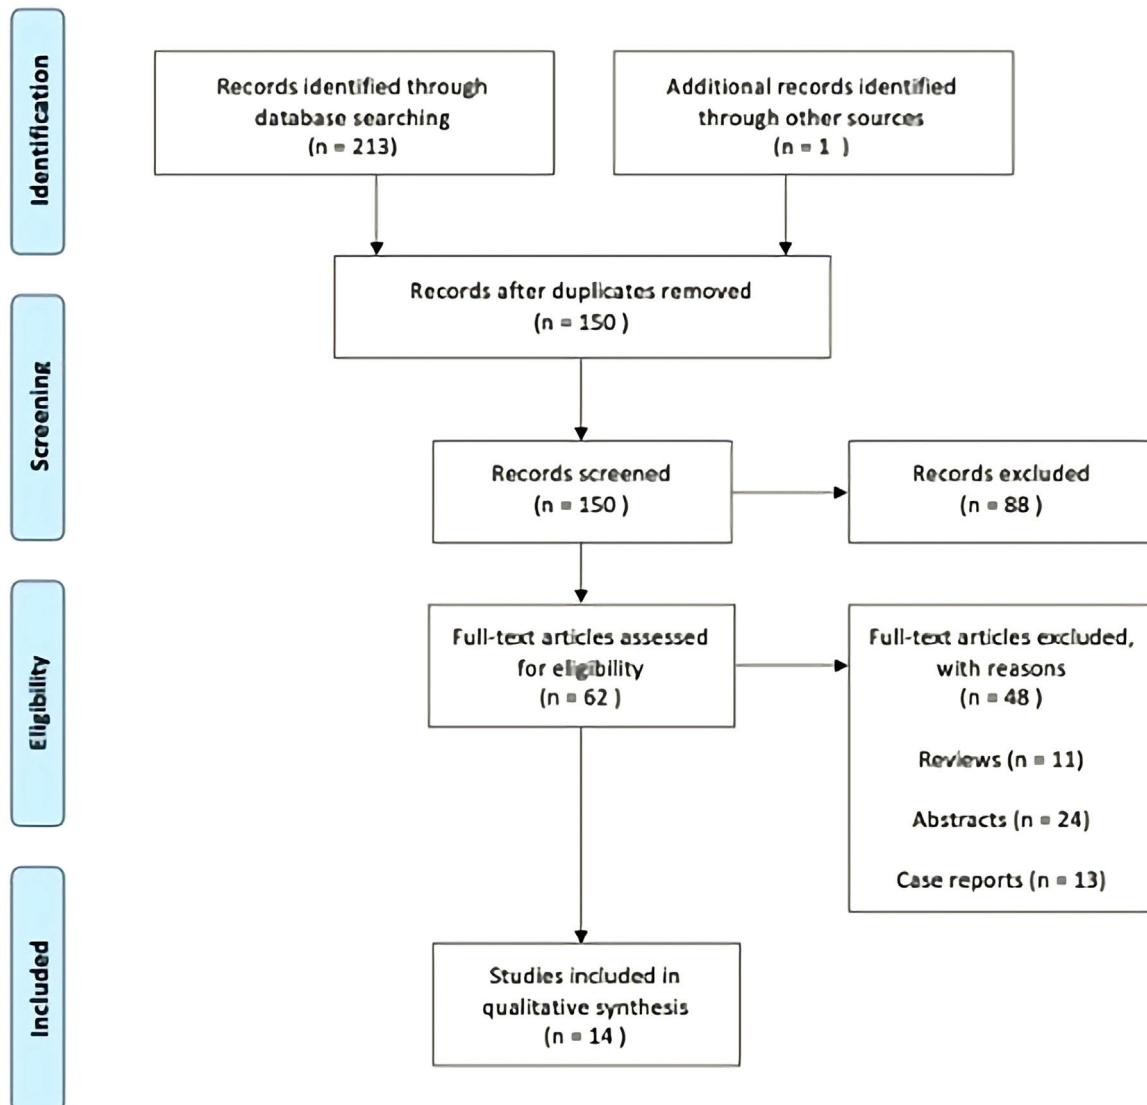 Identification
Records identified through
database searching
(n = 213)
Additional records identified
through other sources
(n = 1 )
Records after duplicates removed
(n = 150 )
Screening
Records screened
(n = 150 )
Records excluded
(n = 88 )
Eligibility
Full-text articles assessed
for eligibility
(n = 62 )
Full-text articles excluded,
with reasons
(n = 48 )
Reviews (n = 11)
Abstracts (n = 24)
Case reports (n = 13)
Included
Studies included in
qualitative synthesis
(n = 14 )